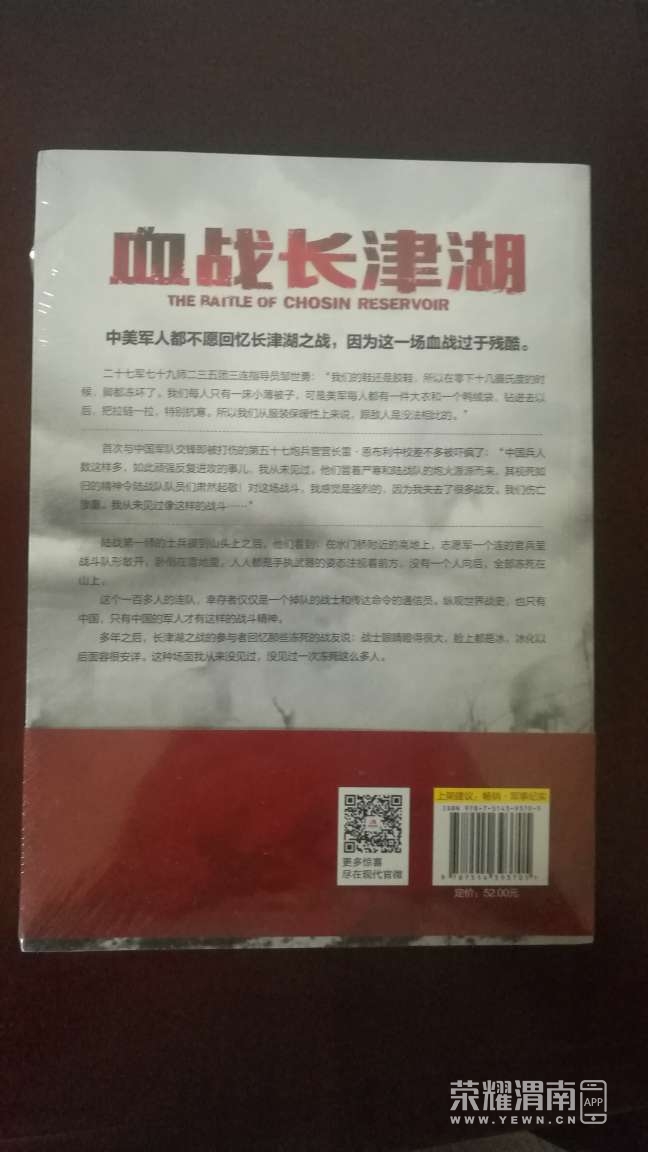 血战长津湖
THE BATTLE OF CHOSIN RESERVOIR
中美军人都不愿回忆长津湖之战，因为这一场血战过于残酷。
二十七军七十九师二三五团三连指导员邹世勇：“我们的鞋还是胶鞋，所以在零下十几摄氏度的时
候，脚都冻坏了。我们每人只有一床小薄被子，可是美军每人都有一件大衣和一个鸭绒袋，钻进去以
后，把拉链一拉，特别抗寒。所以我们从服装保暖性上来说，跟敌人是没法相比的。”
首次与中国军队交锋即被打伤的第五十七炮兵营营长雷·恩布利中校差不多被吓疯了：“中国兵人
数这样多，如此顽强反复进攻的事儿，我从未见过。他们冒着严寒和陆战队的炮火滚滚而来，其视死如
归的精神令陆战队队员们肃然起敬！对这场战斗，我感觉是强烈的，因为我失去了很多战友。我们伤亡
惨重。我从未见过像这样的战斗……”
陆战第一师的士兵摸到山头上之后，他们看到：在水门桥附近的高地上，志愿军一个连的官兵呈
战斗队形散开，卧倒在雪地里，人人都是手执武器的姿态注视着前方，没有一个人向后，全部冻死在
山上。
这个一百多人的连队，幸存者仅仅是一个掉队的战士和传达命令的通信员。纵观世界战史，也只有
中国，只有中国的军人才有这样的战斗精神。
多年之后，长津湖之战的参与者回忆那些冻死的战友说：战士眼睛瞪得很大，脸上都是冰，冰化以
后面容很安详。这种场面我从来没见过，没见过一次冻死这么多人。
更多惊喜
尽在现代官微
上架建议：畅销·军事纪实
ISBN 978-7-5143-9370-5
9 787514 393705
定价：52.00元
荣耀渭南 APP
WWW.YEWN.CN